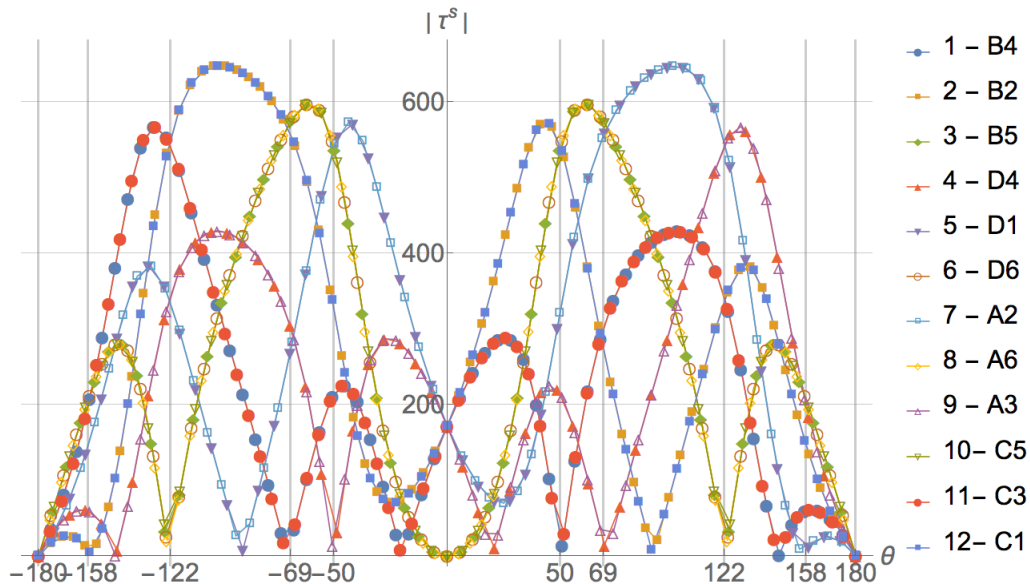 | τˢ |
600
400
200
θ
−180 −158 −122 −69 −50 50 69 122 158 180
1 − B4
2 − B2
3 − B5
4 − D4
5 − D1
6 − D6
7 − A2
8 − A6
9 − A3
10− C5
11− C3
12− C1